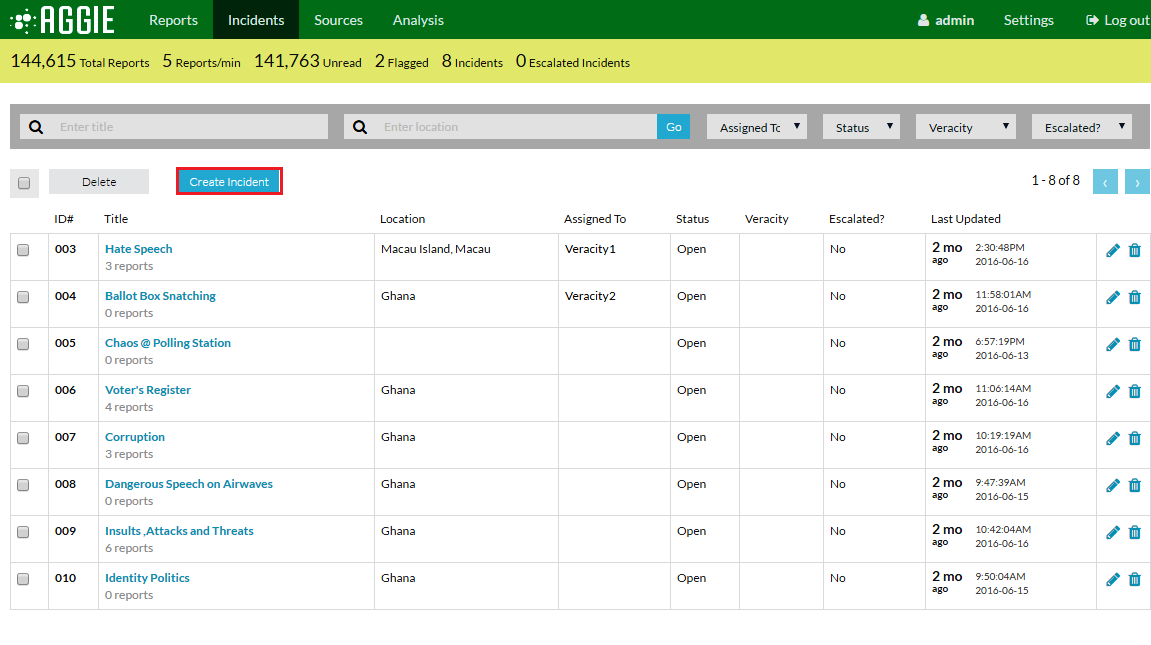 AGGIE Reports Incidents Sources Analysis admin Settings Log out
144,615 Total Reports 5 Reports/min 141,763 Unread 2 Flagged 8 Incidents 0 Escalated Incidents
Enter title Enter location Go Assigned Tc Status Veracity Escalated?
Delete Create Incident 1 - 8 of 8 ‹ ›
ID# Title Location Assigned To Status Veracity Escalated? Last Updated
003 Hate Speech Macau Island, Macau Veracity1 Open No 2 mo 2:30:48PM
3 reports ago 2016-06-16
004 Ballot Box Snatching Ghana Veracity2 Open No 2 mo 11:58:01AM
0 reports ago 2016-06-16
005 Chaos @ Polling Station Open No 2 mo 6:57:19PM
0 reports ago 2016-06-13
006 Voter's Register Ghana Open No 2 mo 11:06:14AM
4 reports ago 2016-06-16
007 Corruption Ghana Open No 2 mo 10:19:19AM
3 reports ago 2016-06-16
008 Dangerous Speech on Airwaves Ghana Open No 2 mo 9:47:39AM
0 reports ago 2016-06-15
009 Insults ,Attacks and Threats Ghana Open No 2 mo 10:42:04AM
6 reports ago 2016-06-16
010 Identity Politics Ghana Open No 2 mo 9:50:04AM
0 reports ago 2016-06-15